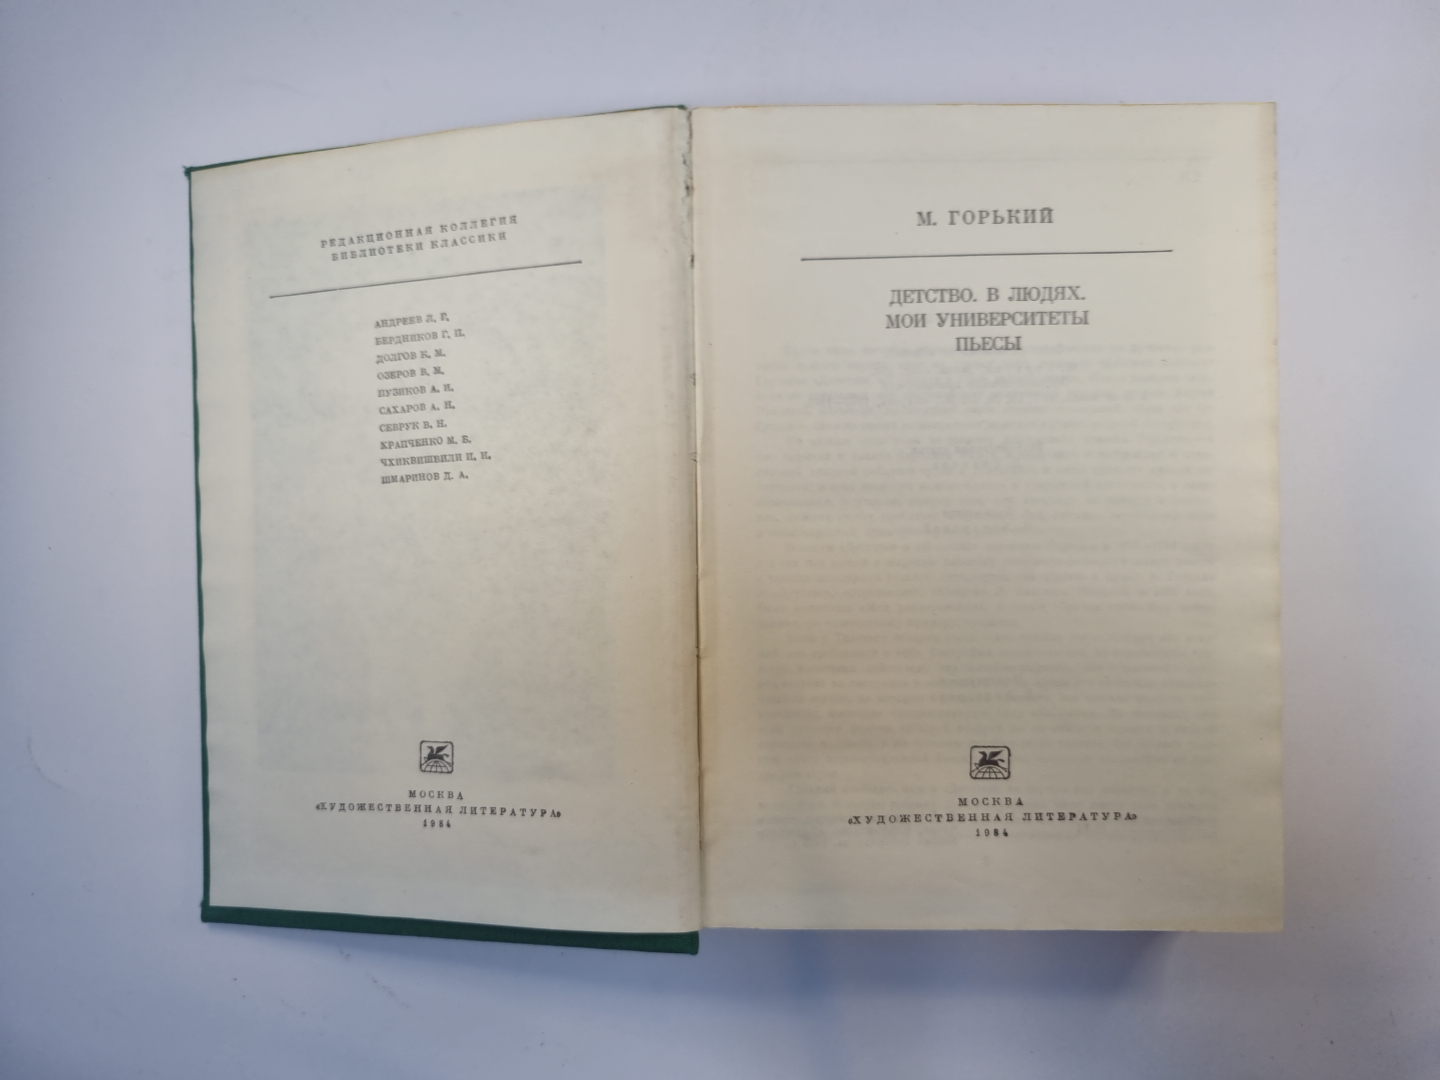 РЕДАКЦИОННАЯ КОЛЛЕГИЯ
БИБЛИОТЕКИ КЛАССИКИ
АНДРЕЕВ Л. Р.
БЕРДНИКОВ Г. П.
ДОЛГОВ К. М.
ОЗЕРОВ В. М.
ПУЗИКОВ А. И.
САХАРОВ А. Н.
СЕВРУК В. Н.
ХРАПЧЕНКО М. Б.
ЧХИКВИШВИЛИ И. И.
ШМАРИНОВ Д. А.
МОСКВА
«ХУДОЖЕСТВЕННАЯ ЛИТЕРАТУРА»
1984
М. ГОРЬКИЙ
ДЕТСТВО. В ЛЮДЯХ.
МОИ УНИВЕРСИТЕТЫ
ПЬЕСЫ
МОСКВА
«ХУДОЖЕСТВЕННАЯ ЛИТЕРАТУРА»
1984